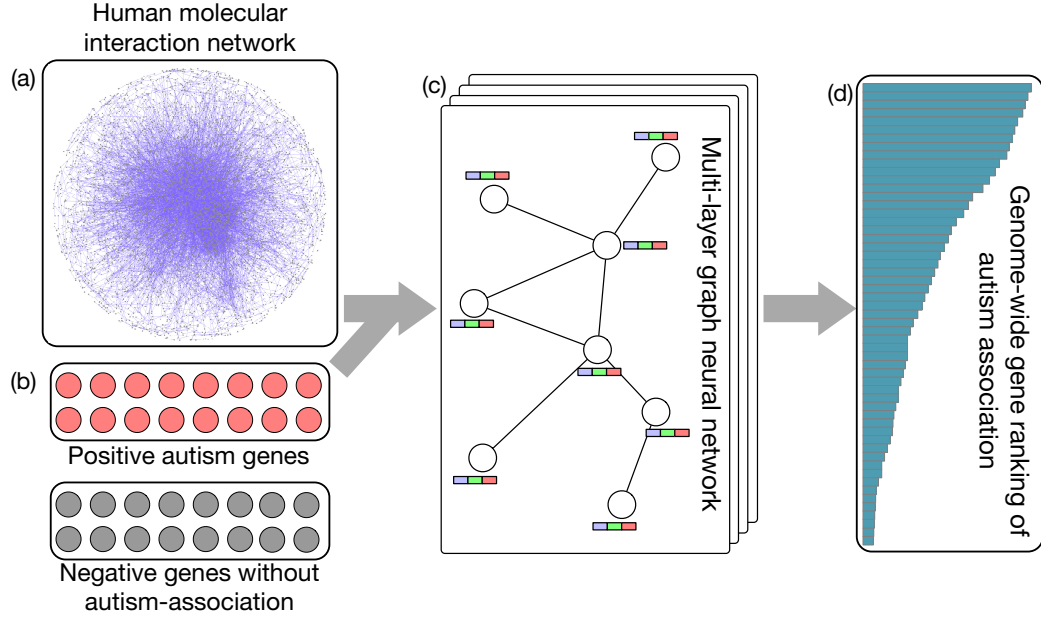 Human molecular
interaction network
(a)
(b)
Positive autism genes
Negative genes without
autism-association
(c)
Multi-layer graph neural network
(d)
Genome-wide gene ranking of
autism association